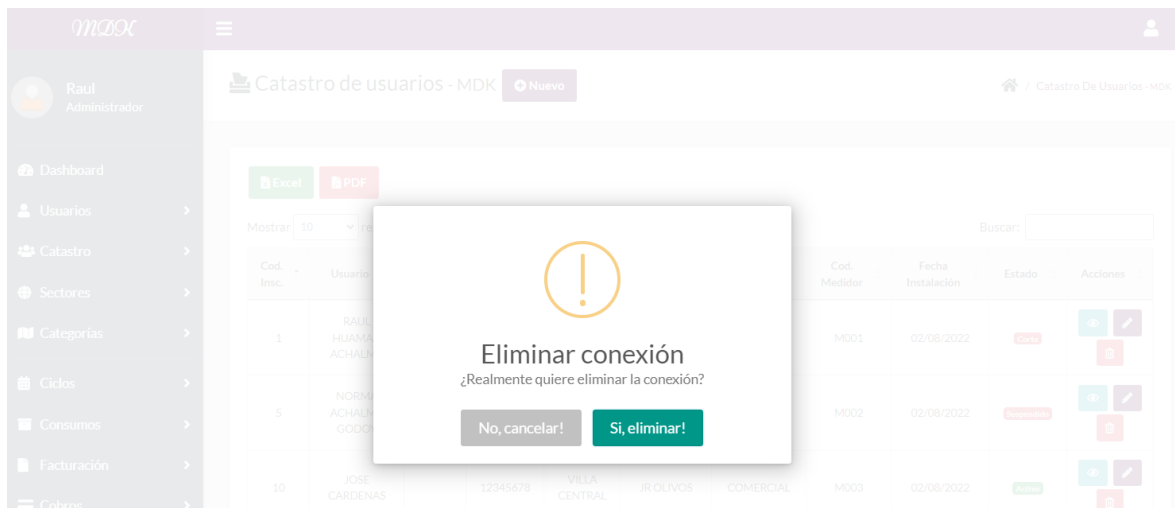 MDK
Raul
Administrador
Catastro de usuarios - MDK
Nuevo
/ Catastro De Usuarios -MDK
Dashboard
Usuarios
Catastro
Sectores
Categorías
Ciclos
Consumos
Facturación
Cobros
Excel
PDF
Mostrar 10
Buscar:
Cod. Insc.
Usuario
Cod. Medidor
Fecha Instalación
Estado
Acciones
1
RAUL
M001
02/08/2022
Corte
5
M002
02/08/2022
Suspendido
10
JOSE CARDENAS
12345678
VILLA CENTRAL
JR OLIVOS
COMERCIAL
M003
02/08/2022
Activo
Eliminar conexión
¿Realmente quiere eliminar la conexión?
No, cancelar!
Si, eliminar!